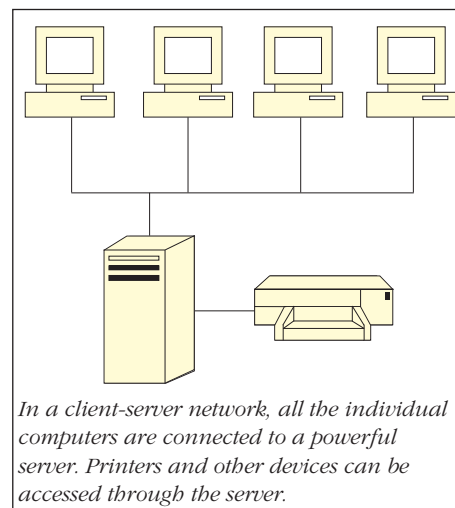 In a client-server network, all the individual
computers are connected to a powerful
server. Printers and other devices can be
accessed through the server.